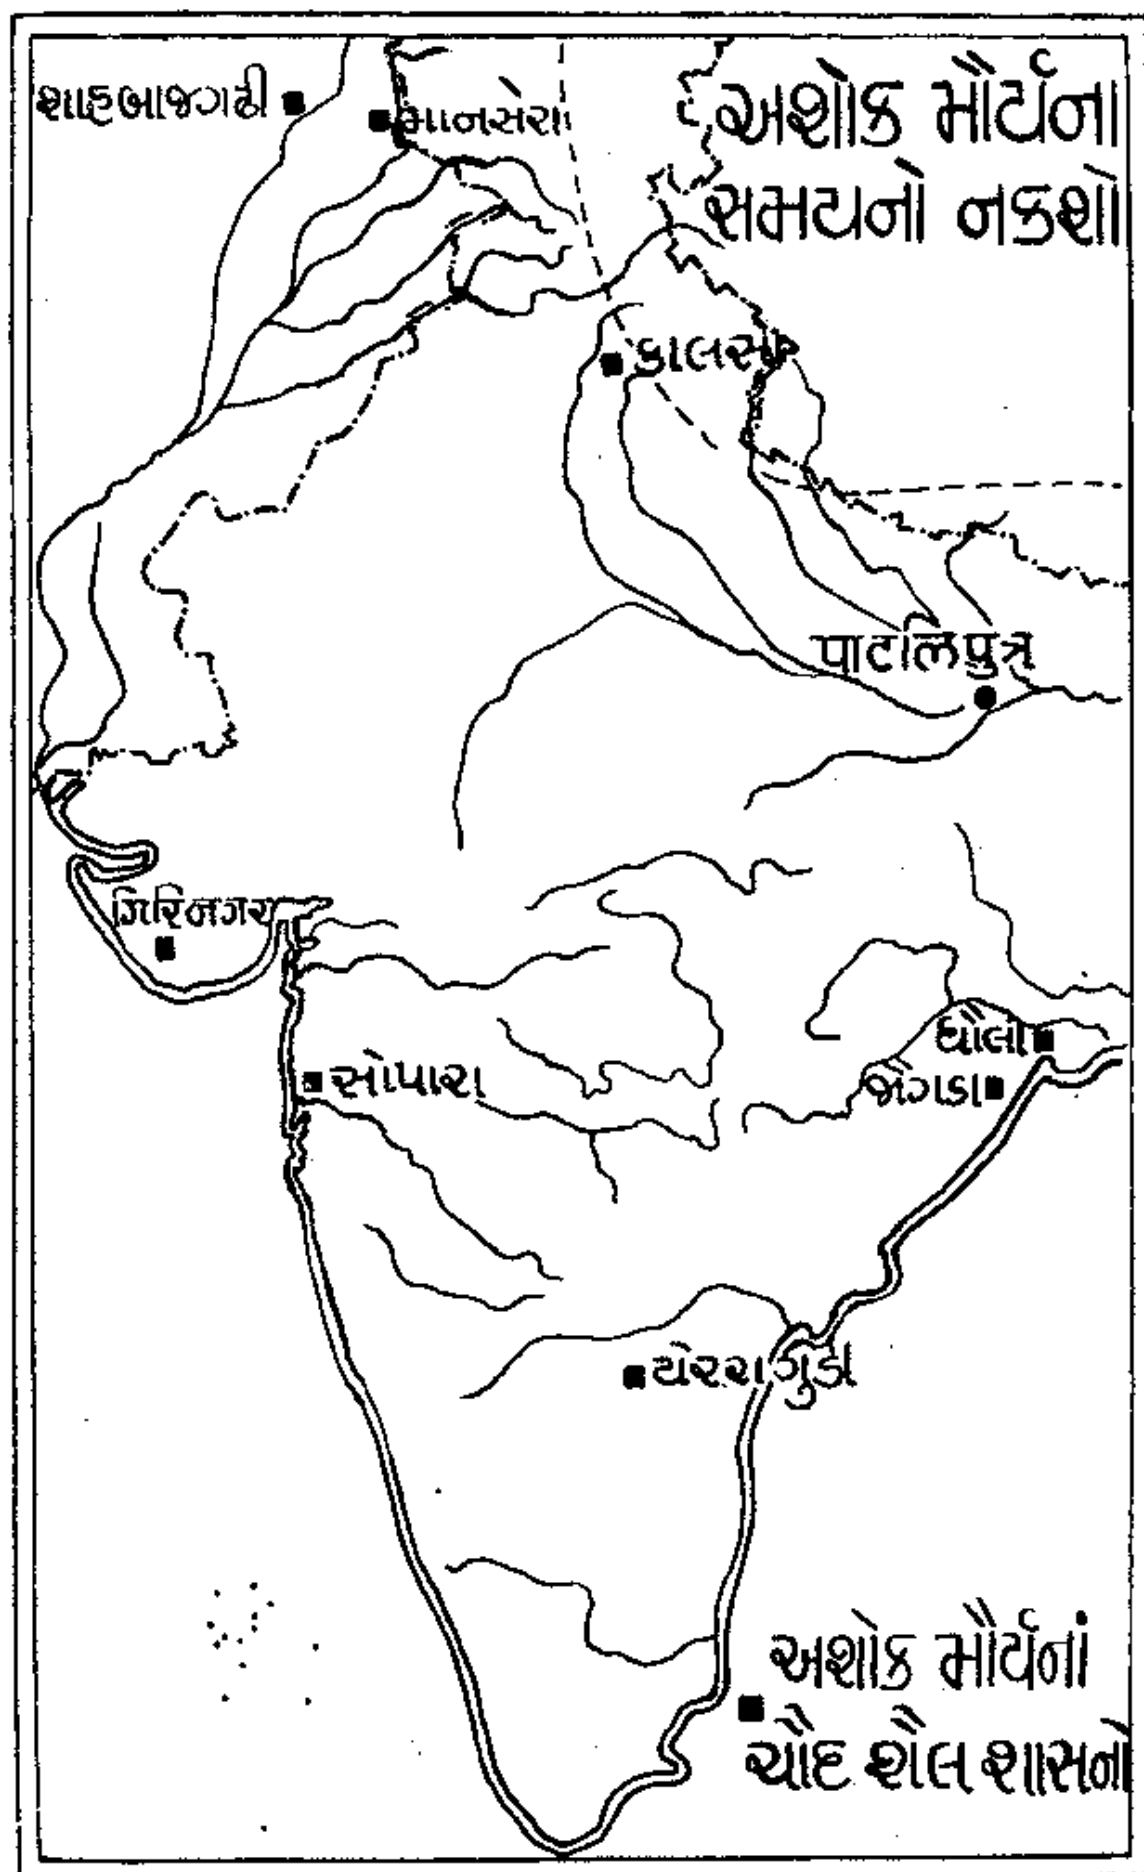 અશોક મૌર્યના
સમયનો નકશો
શાહબાજગઢી
માનસેરા
કાલસી
પાટલિપુત્ર
ગિરિનગર
ધૌલી
જૌગડા
સોપારા
યેરરાગુડી
અશોક મૌર્યનાં
ચૌદ શૈલ શાસનો